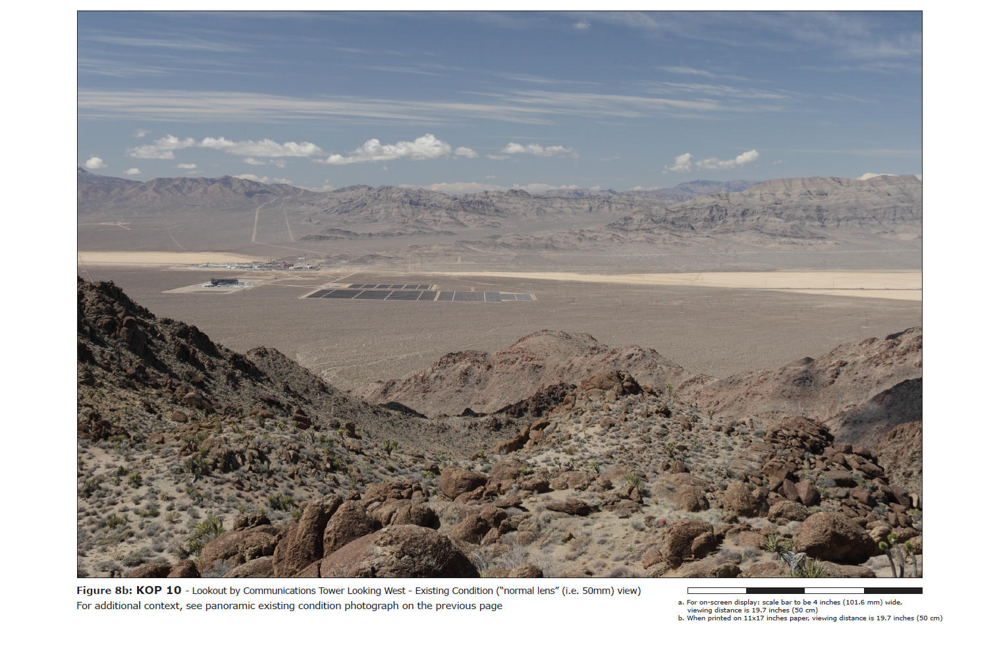 Figure 8b: KOP 10 - Lookout by Communications Tower Looking West - Existing Condition (“normal lens” (i.e. 50mm) view)
For additional context, see panoramic existing condition photograph on the previous page
a. For on-screen display: scale bar to be 4 inches (101.6 mm) wide,
viewing distance is 19.7 inches (50 cm)
b. When printed on 11x17 inches paper, viewing distance is 19.7 inches (50 cm)